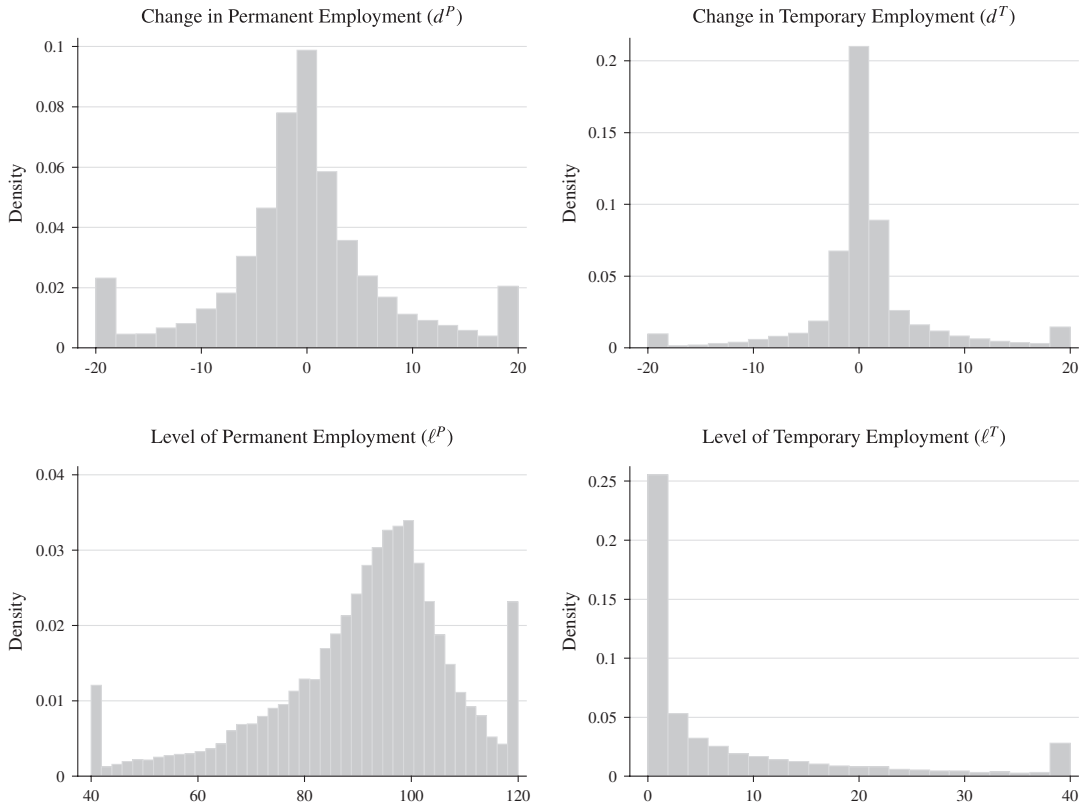 Change in Permanent Employment (d^P)
Density
0.1
0.08
0.06
0.04
0.02
0
-20 -10 0 10 20
Change in Temporary Employment (d^T)
Density
0.2
0.15
0.1
0.05
0
-20 -10 0 10 20
Level of Permanent Employment (ℓ^P)
Density
0.04
0.03
0.02
0.01
0
40 60 80 100 120
Level of Temporary Employment (ℓ^T)
Density
0.25
0.2
0.15
0.1
0.05
0
0 10 20 30 40